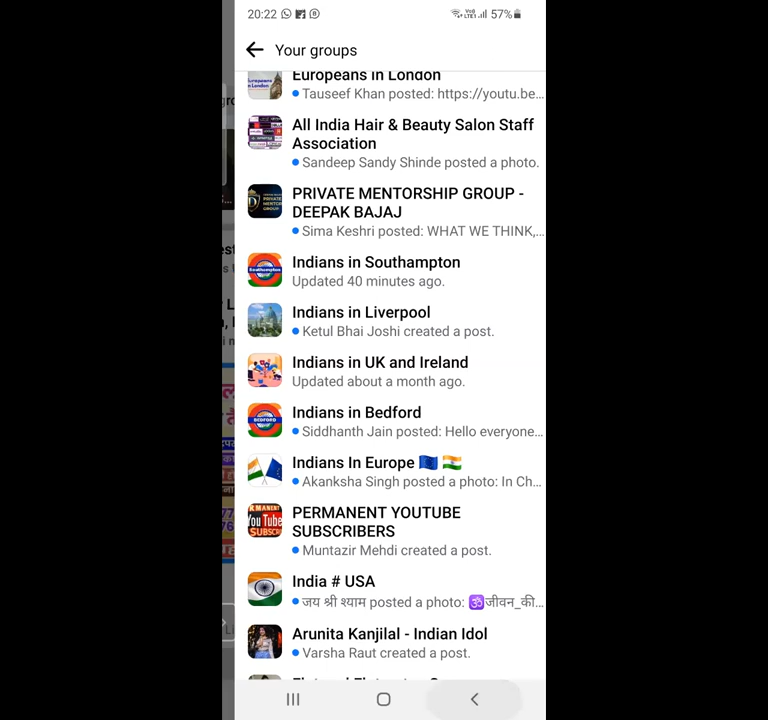 20:22
57%
Your groups
Europeans in London
Tauseef Khan posted: https://youtu.be...
All India Hair & Beauty Salon Staff
Association
Sandeep Sandy Shinde posted a photo.
PRIVATE MENTORSHIP GROUP -
DEEPAK BAJAJ
Sima Keshri posted: WHAT WE THINK,...
Indians in Southampton
Updated 40 minutes ago.
Indians in Liverpool
Ketul Bhai Joshi created a post.
Indians in UK and Ireland
Updated about a month ago.
BEDFORD
Indians in Bedford
Siddhanth Jain posted: Hello everyone...
Indians In Europe 🇪🇺 🇮🇳
Akanksha Singh posted a photo: In Ch...
You Tube
PERMANENT YOUTUBE
SUBSCRIBERS
Muntazir Mehdi created a post.
India # USA
जय श्री श्याम posted a photo: 🕉️जीवन_की...
Arunita Kanjilal - Indian Idol
Varsha Raut created a post.